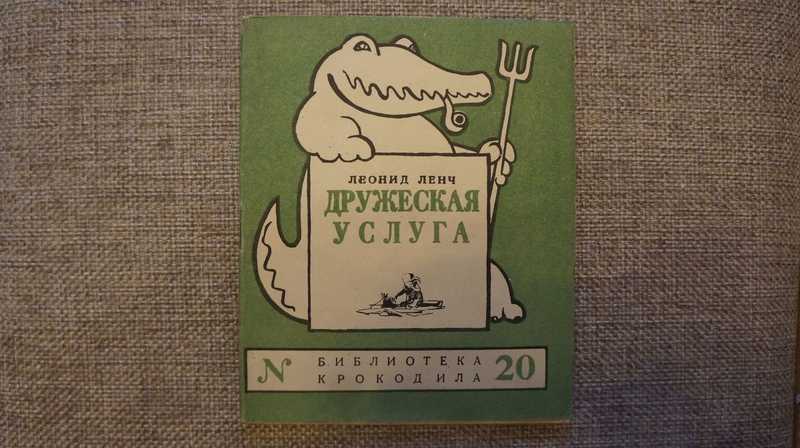 ЛЕОНИД ЛЕНЧ
ДРУЖЕСКАЯ
УСЛУГА
N БИБЛИОТЕКА 20
КРОКОДИЛА